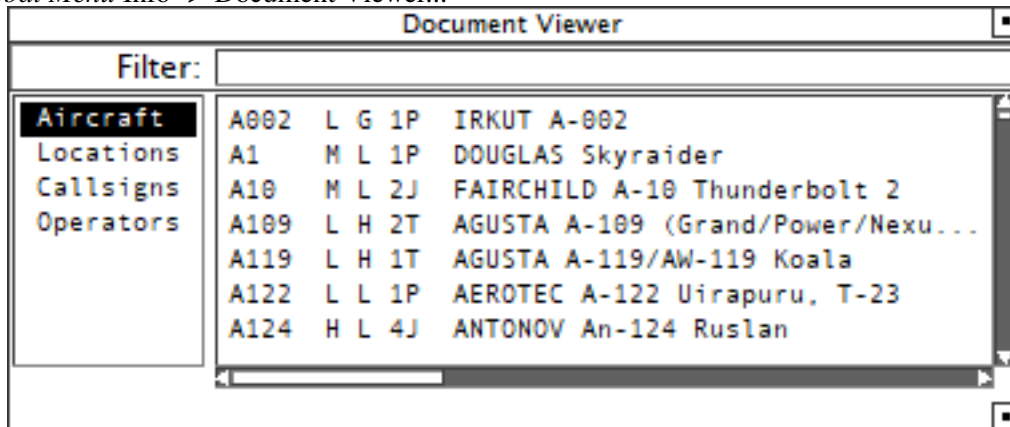 Document Viewer
Filter:
Aircraft
Locations
Callsigns
Operators
A002 L G 1P IRKUT A-002
A1 M L 1P DOUGLAS Skyraider
A10 M L 2J FAIRCHILD A-10 Thunderbolt 2
A109 L H 2T AGUSTA A-109 (Grand/Power/Nexu...
A119 L H 1T AGUSTA A-119/AW-119 Koala
A122 L L 1P AEROTEC A-122 Uirapuru, T-23
A124 H L 4J ANTONOV An-124 Ruslan